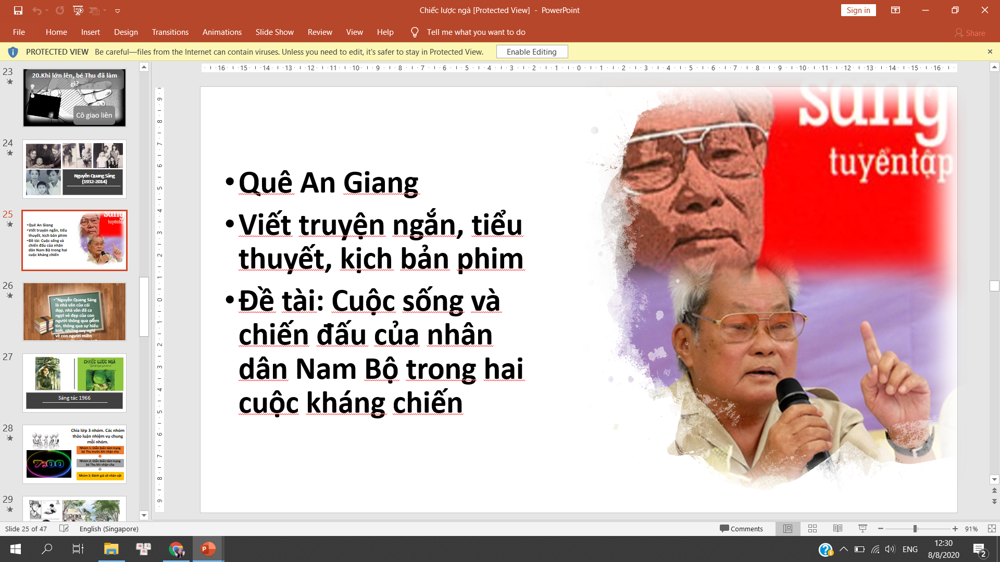 Chiếc lược ngà [Protected View] - PowerPoint
Sign in
File Home Insert Design Transitions Animations Slide Show Review View Help Tell me what you want to do
Share
PROTECTED VIEW Be careful—files from the Internet can contain viruses. Unless you need to edit, it's safer to stay in Protected View. Enable Editing
16 15 14 13 12 11 10 9 8 7 6 5 4 3 2 1 0 1 2 3 4 5 6 7 8 9 10 11 12 13 14 15 16
9 8 7 6 5 4 3 2 1 0 1 2 3 4 5 6 7 8 9
23
20.Khi lớn lên, bé Thu đã làm
gì?
Cô giao liên
24
Nguyễn Quang Sáng
(1932-2014)
25
•Quê An Giang
•Viết truyện ngắn, tiểu
thuyết, kịch bản phim
•Đề tài: Cuộc sống và
chiến đấu của nhân
dân Nam Bộ trong hai
cuộc kháng chiến
sáng
tuyểntập
26
•"Nguyễn Quang Sáng
là nhà văn của cái
đẹp, nhà văn đã ca
ngợi vẻ đẹp của con
người thông qua niềm
tin, thông qua sự hiểu
biết, những suy nghĩ
về con người miền
27
CHIẾC LƯỢC
CHIẾC LƯỢC NGÀ
Sáng tác 1966
28
Chia lớp 3 nhóm. Các nhóm
thảo luận nhiệm vụ chung
mỗi nhóm.
7:00
Nhóm 1: Diễn biến tâm trạng
bé Thu trước khi nhận cha
Nhóm 2: Diễn biến tâm trạng
bé Thu khi nhận cha
Nhóm 3: Đánh giá về nhân vật
29
• Quê An Giang
• Viết truyện ngắn, tiểu
thuyết, kịch bản phim
• Đề tài: Cuộc sống và
chiến đấu của nhân
dân Nam Bộ trong hai
cuộc kháng chiến
sáng
tuyểntập
Slide 25 of 47 English (Singapore) Comments 91%
ENG
12:30
8/8/2020
2